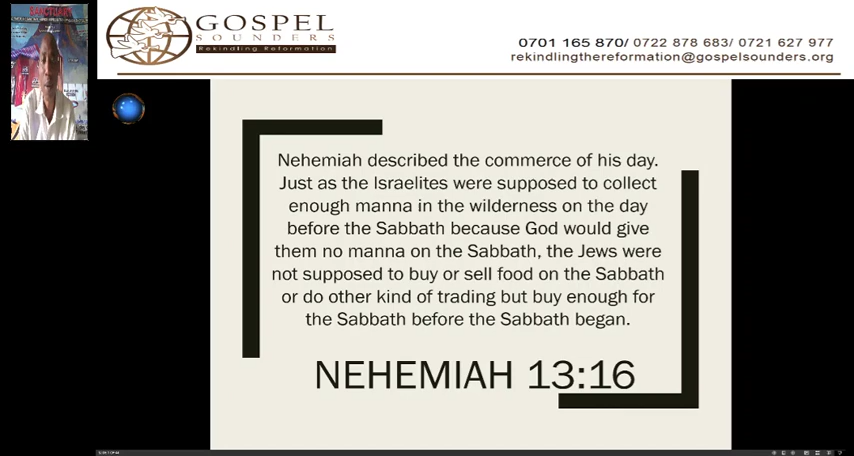 SANCTUARY
GOSPEL
SOUNDERS
Rekindling Reformation
0701 165 870/ 0722 878 683/ 0721 627 977
rekindlingthereformation@gospelsounders.org
Nehemiah described the commerce of his day.
Just as the Israelites were supposed to collect
enough manna in the wilderness on the day
before the Sabbath because God would give
them no manna on the Sabbath, the Jews were
not supposed to buy or sell food on the Sabbath
or do other kind of trading but buy enough for
the Sabbath before the Sabbath began.
NEHEMIAH 13:16